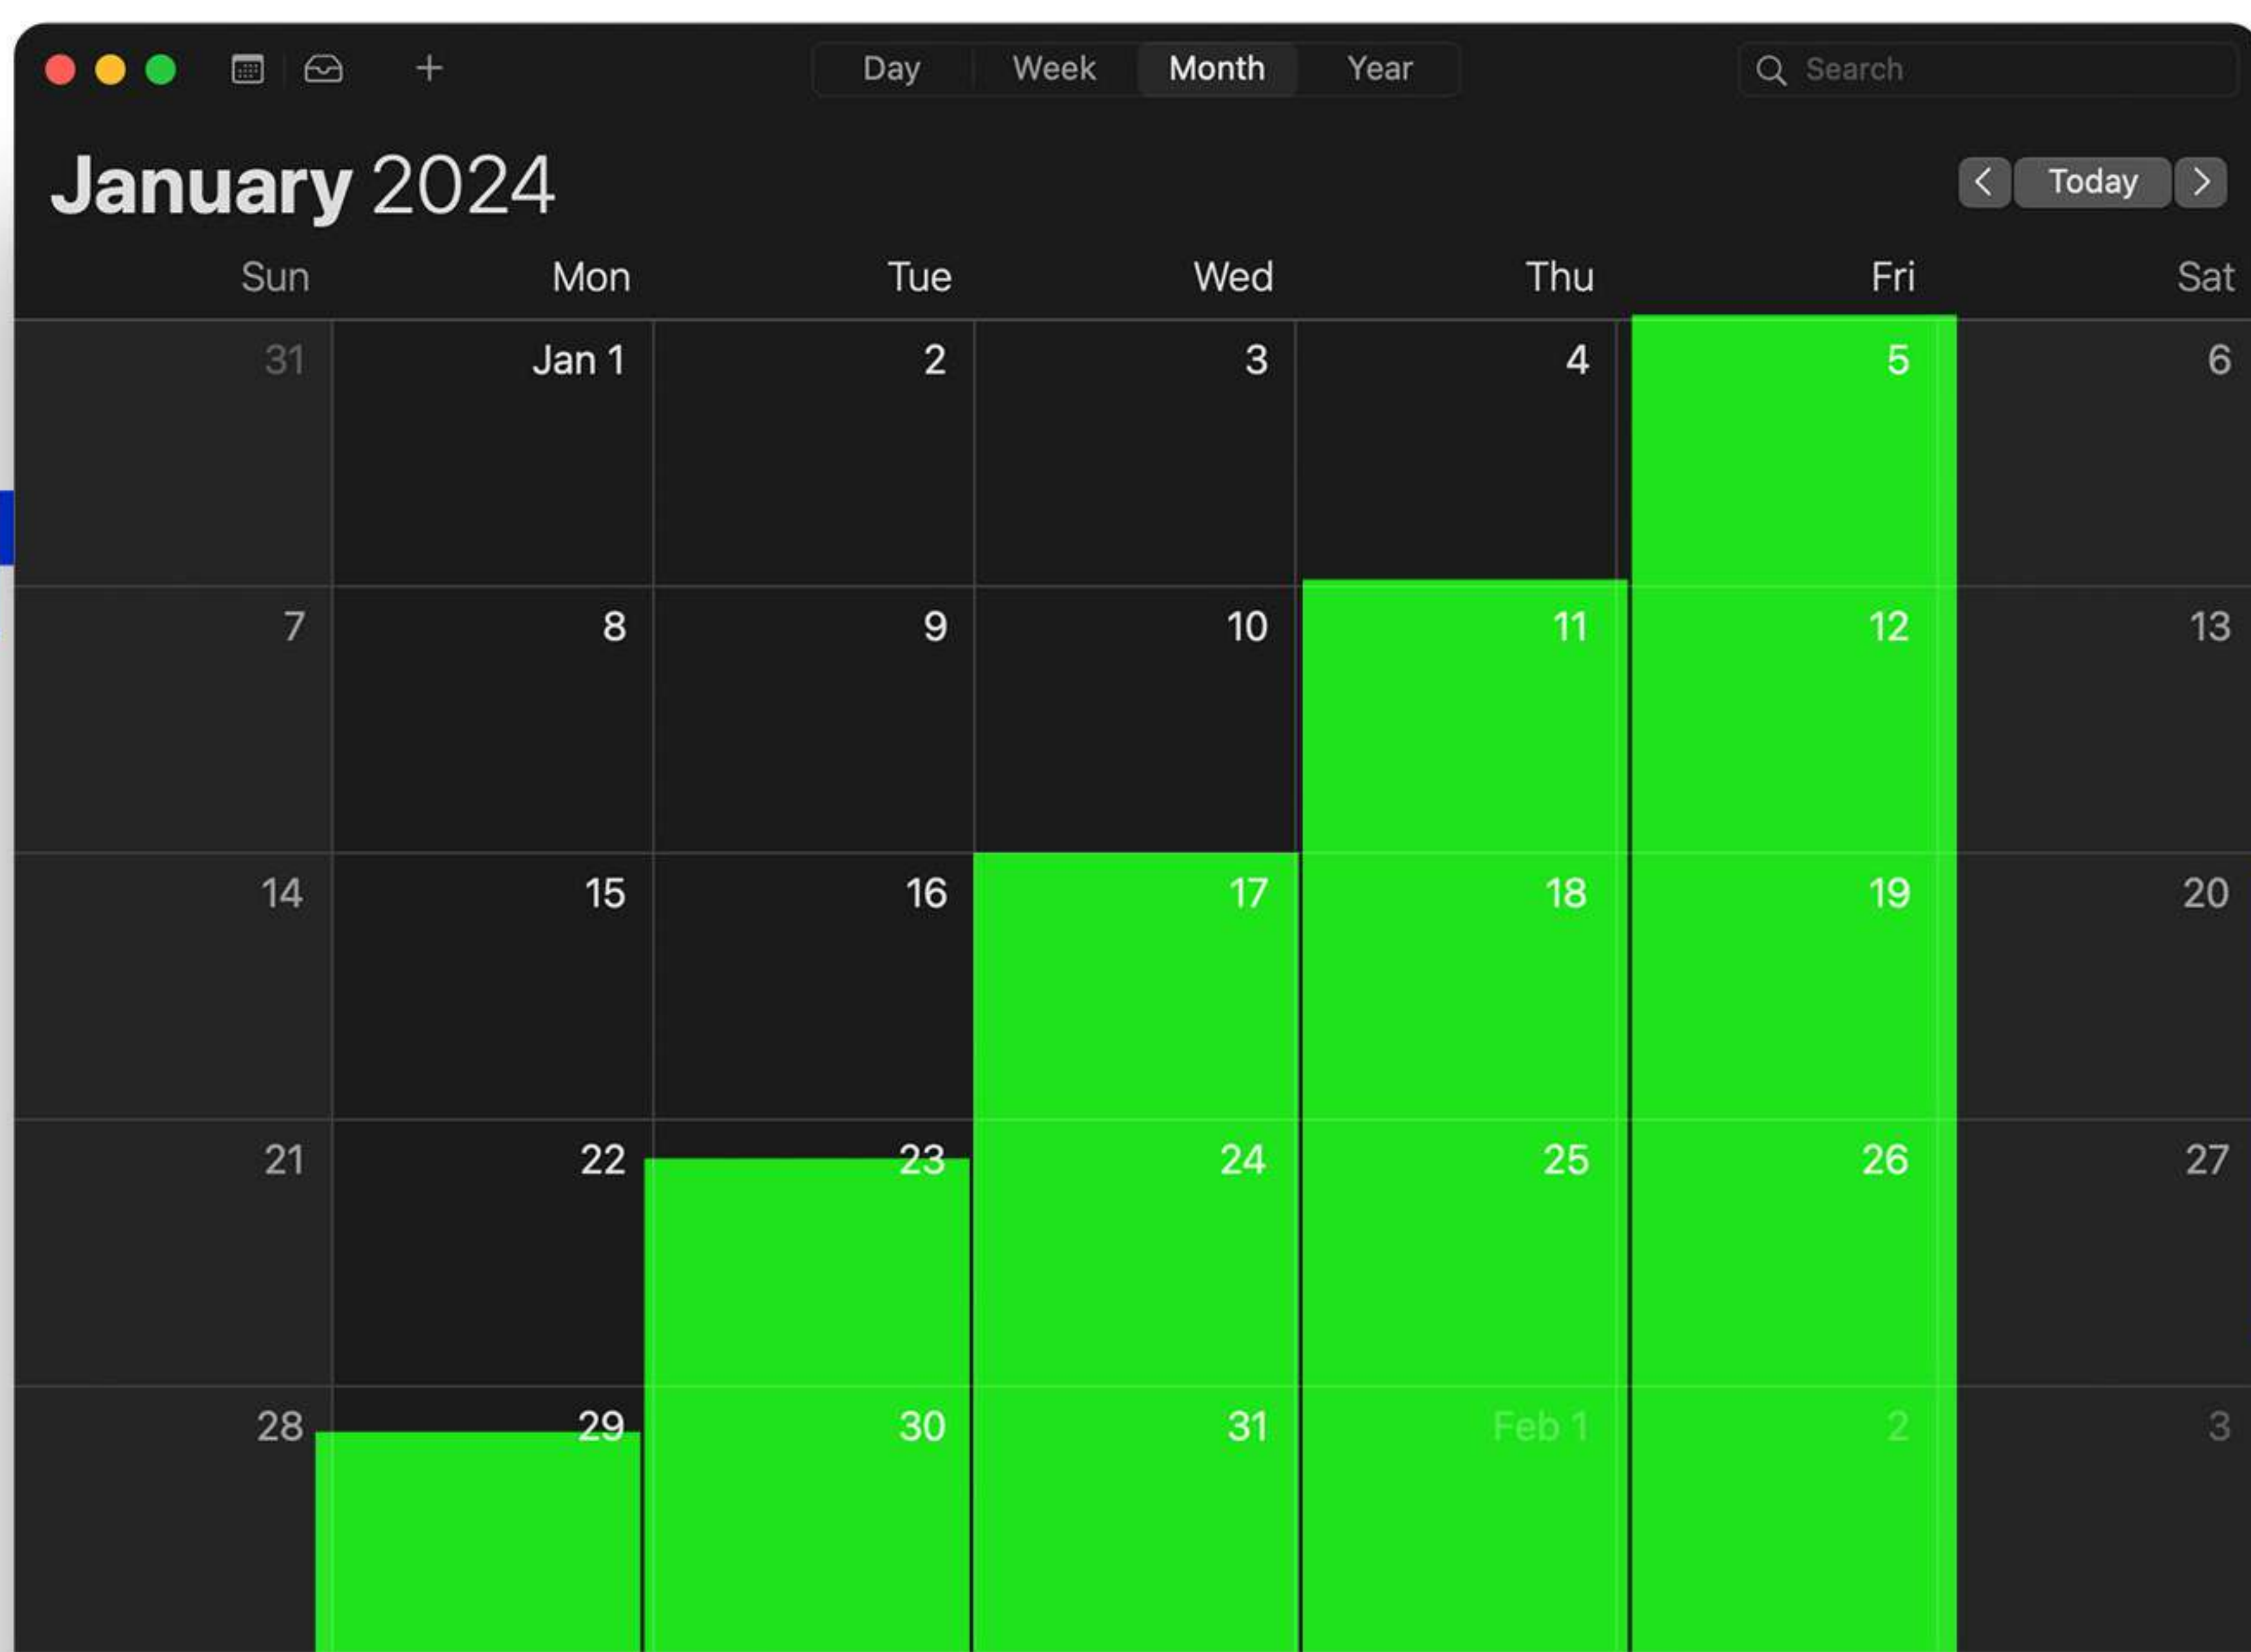 Day Week Month Year Search
January 2024
Today
Sun Mon Tue Wed Thu Fri Sat
31 Jan 1 2 3 4 5 6
7 8 9 10 11 12 13
14 15 16 17 18 19 20
21 22 23 24 25 26 27
28 29 30 31 Feb 1 2 3